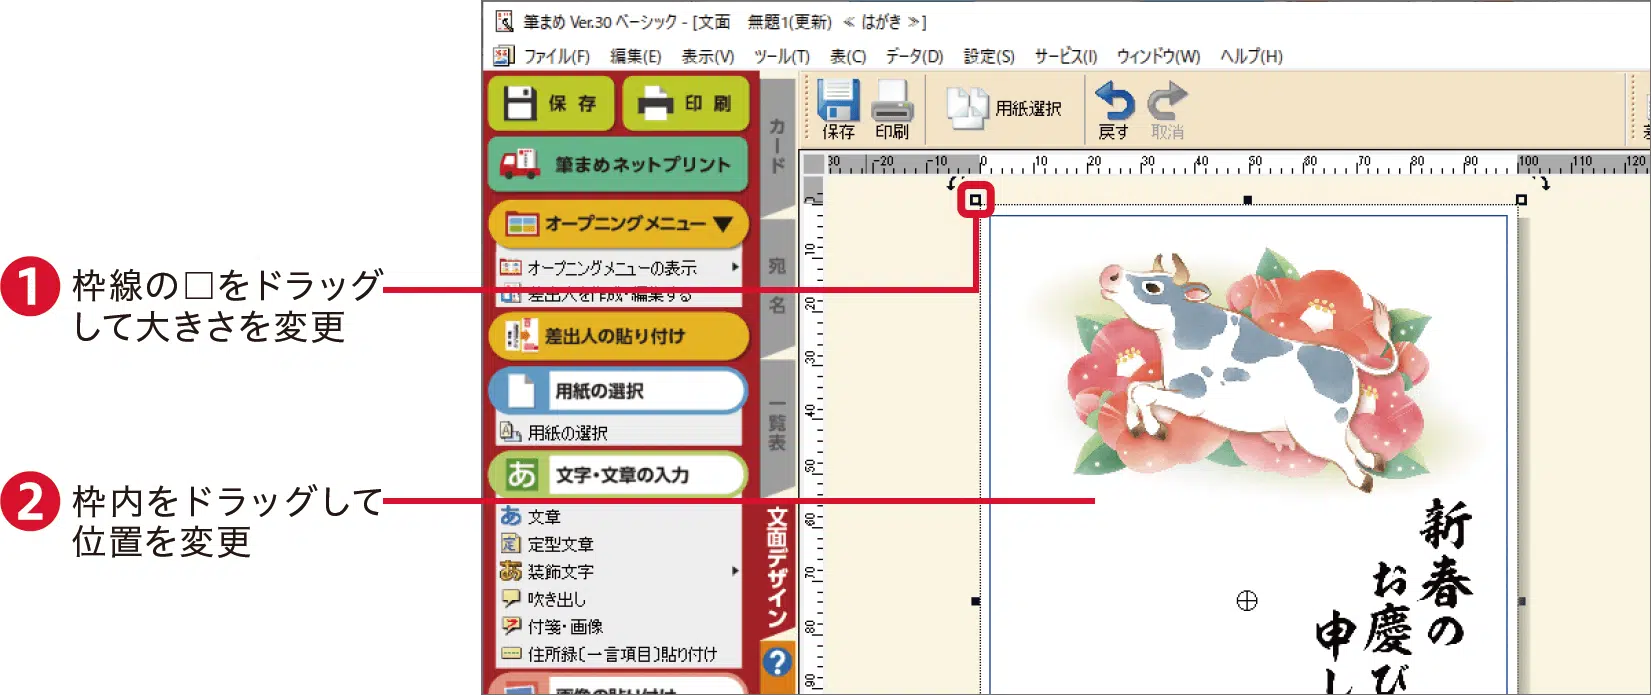 筆まめ Ver.30 ベーシック - [文面　無題1(更新) ≪ はがき ≫]
ファイル(F) 編集(E) 表示(V) ツール(T) 表(C) データ(D) 設定(S) サービス(I) ウィンドウ(W) ヘルプ(H)
保存 印刷
筆まめネットプリント
オープニングメニュー▼
オープニングメニューの表示
差出人を作成・編集する
差出人の貼り付け
用紙の選択
用紙の選択
あ 文字・文章の入力
あ 文章
定 定型文章
あ 装飾文字
吹き出し
付箋・画像
住所録〔一言項目〕貼り付け
画像の貼り付け
カード
宛名
一覧表
文面デザイン
?
保存 印刷 用紙選択 戻す 取消
30 -20 -10 0 10 20 30 40 50 60 70 80 90 100 110 120
0
10
20
30
40
50
60
70
80
90
新春の
お慶び
申し
1 枠線の□をドラッグ
して大きさを変更
2 枠内をドラッグして
位置を変更